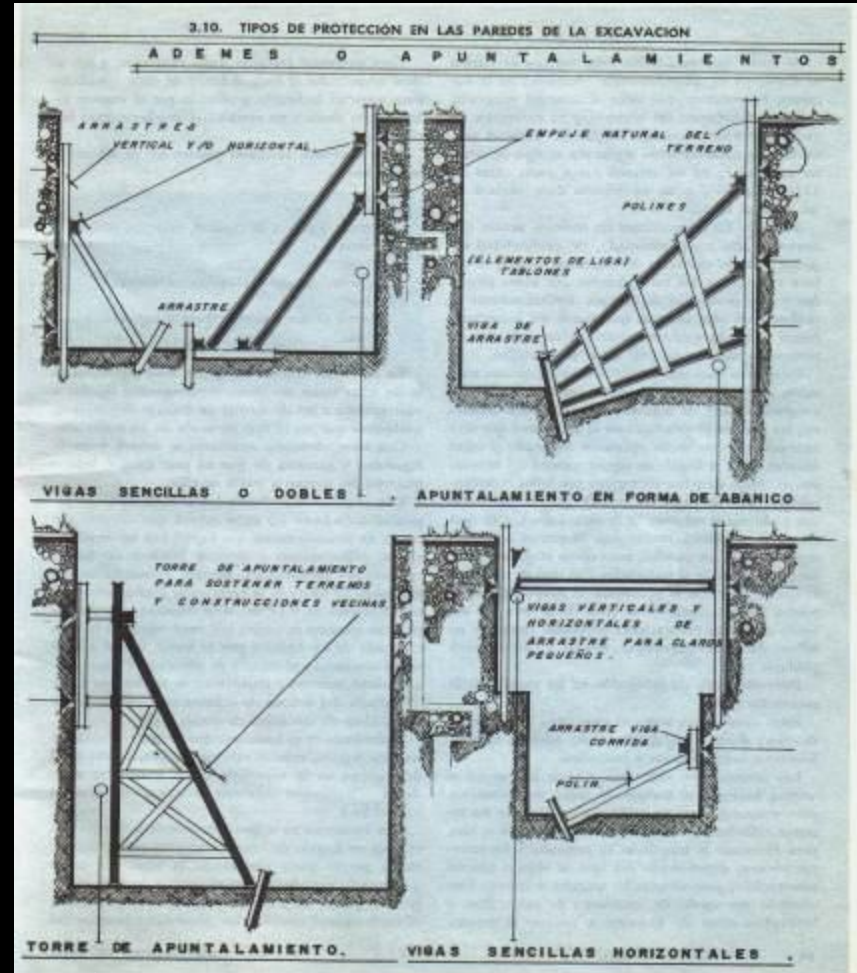 3.10. TIPOS DE PROTECCIÓN EN LAS PAREDES DE LA EXCAVACION
ADEMES O APUNTALAMIENTOS
ARRASTRES
VERTICAL Y/O HORIZONTAL
ARRASTRE
VIGAS SENCILLAS O DOBLES .
EMPUJE NATURAL DEL
TERRENO
POLINES
(ELEMENTOS DE LIGA)
TABLONES
VIGA DE
ARRASTRE
APUNTALAMIENTO EN FORMA DE ABANICO
TORRE DE APUNTALAMIENTO
PARA SOSTENER TERRENOS
Y CONSTRUCCIONES VECINAS.
TORRE DE APUNTALAMIENTO.
VIGAS VERTICALES Y
HORIZONTALES DE
ARRASTRE PARA CLAROS
PEQUEÑOS.
ARRASTRE VIGA
CORRIDA
POLIN.
VIGAS SENCILLAS HORIZONTALES .